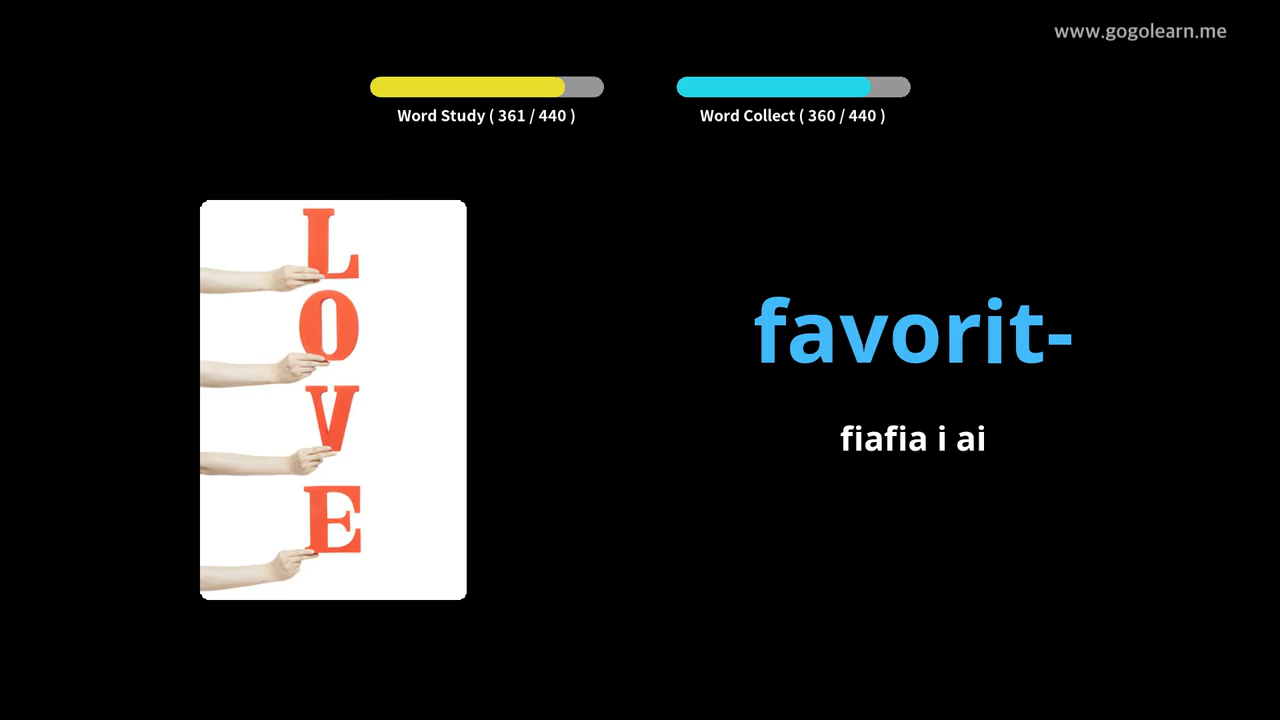 www.gogolearn.me
Word Study ( 361 / 440 )
Word Collect ( 360 / 440 )
L
O
V
E
favorit-
fiafia i ai